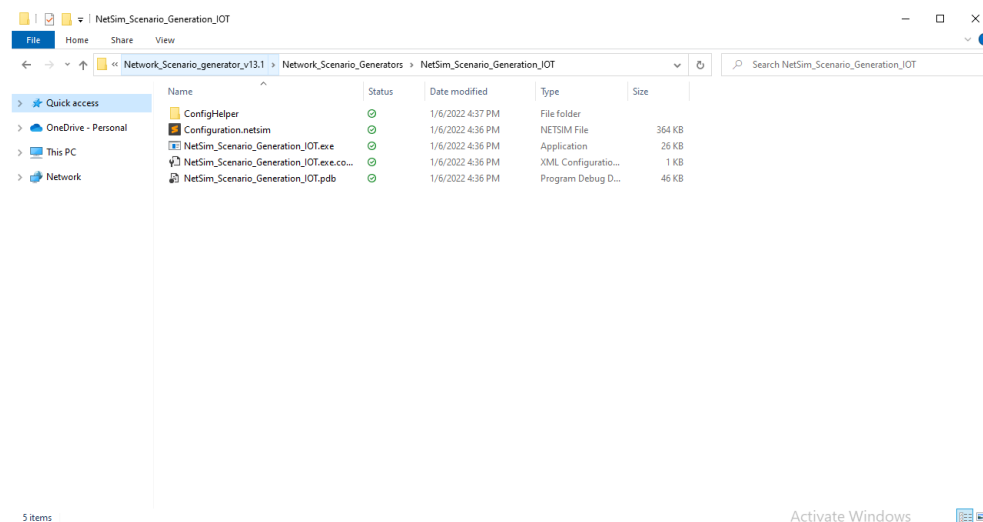 NetSim_Scenario_Generation_IOT
File Home Share View
« Network_Scenario_generator_v13.1 > Network_Scenario_Generators > NetSim_Scenario_Generation_IOT Search NetSim_Scenario_Generation_IOT
Name Status Date modified Type Size
Quick access
OneDrive - Personal
This PC
Network
ConfigHelper 1/6/2022 4:37 PM File folder
Configuration.netsim 1/6/2022 4:36 PM NETSIM File 364 KB
NetSim_Scenario_Generation_IOT.exe 1/6/2022 4:36 PM Application 26 KB
NetSim_Scenario_Generation_IOT.exe.co... 1/6/2022 4:36 PM XML Configuratio... 1 KB
NetSim_Scenario_Generation_IOT.pdb 1/6/2022 4:36 PM Program Debug D... 46 KB
5 items
Activate Windows